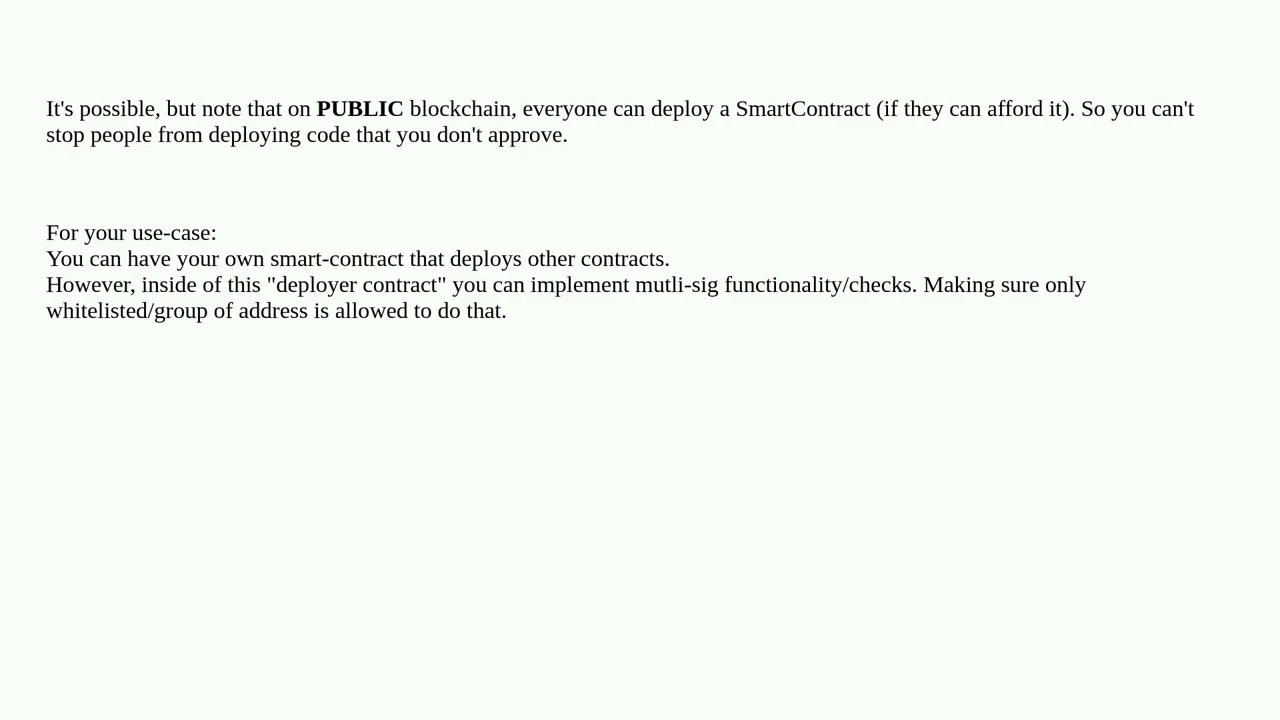 It's possible, but note that on PUBLIC blockchain, everyone can deploy a SmartContract (if they can afford it). So you can't
stop people from deploying code that you don't approve.
For your use-case:
You can have your own smart-contract that deploys other contracts.
However, inside of this "deployer contract" you can implement mutli-sig functionality/checks. Making sure only
whitelisted/group of address is allowed to do that.